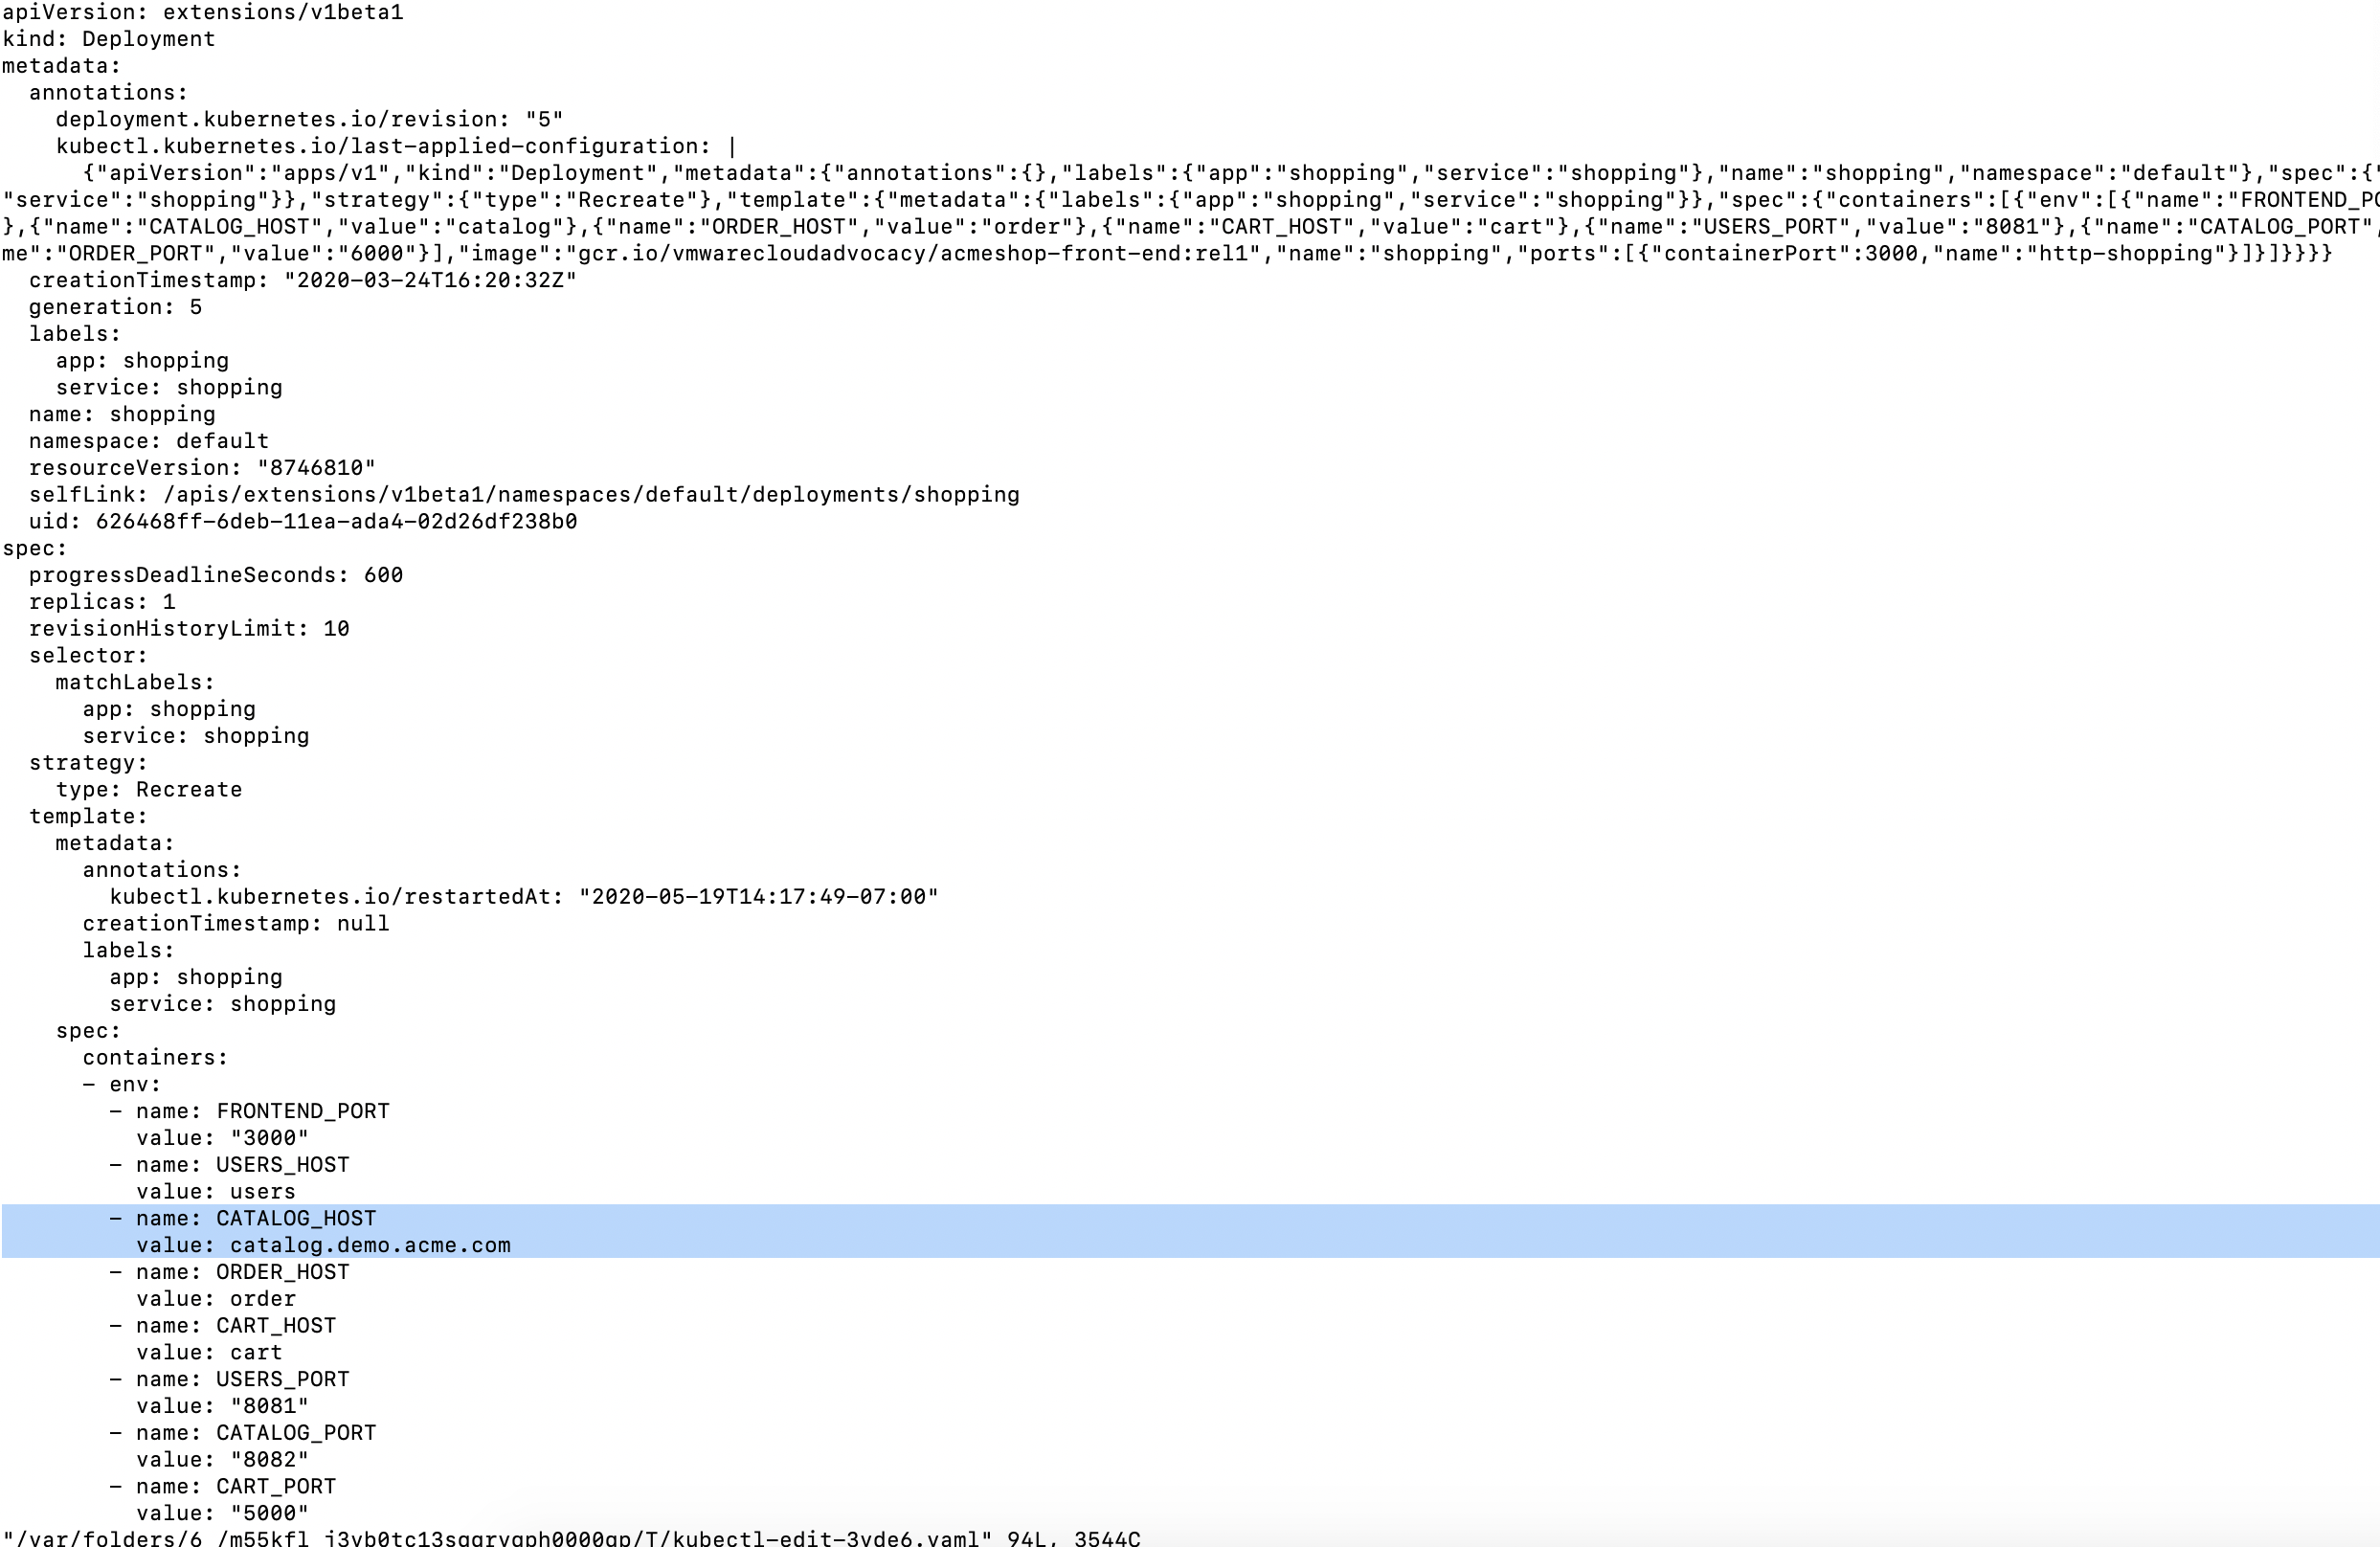 apiVersion: extensions/v1beta1
kind: Deployment
metadata:
  annotations:
    deployment.kubernetes.io/revision: "5"
    kubectl.kubernetes.io/last-applied-configuration: |
      {"apiVersion":"apps/v1","kind":"Deployment","metadata":{"annotations":{},"labels":{"app":"shopping","service":"shopping"},"name":"shopping","namespace":"default"},"spec":{"
"service":"shopping"}},"strategy":{"type":"Recreate"},"template":{"metadata":{"labels":{"app":"shopping","service":"shopping"}},"spec":{"containers":[{"env":[{"name":"FRONTEND_PO
},{"name":"CATALOG_HOST","value":"catalog"},{"name":"ORDER_HOST","value":"order"},{"name":"CART_HOST","value":"cart"},{"name":"USERS_PORT","value":"8081"},{"name":"CATALOG_PORT",
me":"ORDER_PORT","value":"6000"}],"image":"gcr.io/vmwarecloudadvocacy/acmeshop-front-end:rel1","name":"shopping","ports":[{"containerPort":3000,"name":"http-shopping"}]}]}}}}
  creationTimestamp: "2020-03-24T16:20:32Z"
  generation: 5
  labels:
    app: shopping
    service: shopping
  name: shopping
  namespace: default
  resourceVersion: "8746810"
  selfLink: /apis/extensions/v1beta1/namespaces/default/deployments/shopping
  uid: 626468ff-6deb-11ea-ada4-02d26df238b0
spec:
  progressDeadlineSeconds: 600
  replicas: 1
  revisionHistoryLimit: 10
  selector:
    matchLabels:
      app: shopping
      service: shopping
  strategy:
    type: Recreate
  template:
    metadata:
      annotations:
        kubectl.kubernetes.io/restartedAt: "2020-05-19T14:17:49-07:00"
      creationTimestamp: null
      labels:
        app: shopping
        service: shopping
    spec:
      containers:
      - env:
        - name: FRONTEND_PORT
          value: "3000"
        - name: USERS_HOST
          value: users
        - name: CATALOG_HOST
          value: catalog.demo.acme.com
        - name: ORDER_HOST
          value: order
        - name: CART_HOST
          value: cart
        - name: USERS_PORT
          value: "8081"
        - name: CATALOG_PORT
          value: "8082"
        - name: CART_PORT
          value: "5000"
94L, 3544C